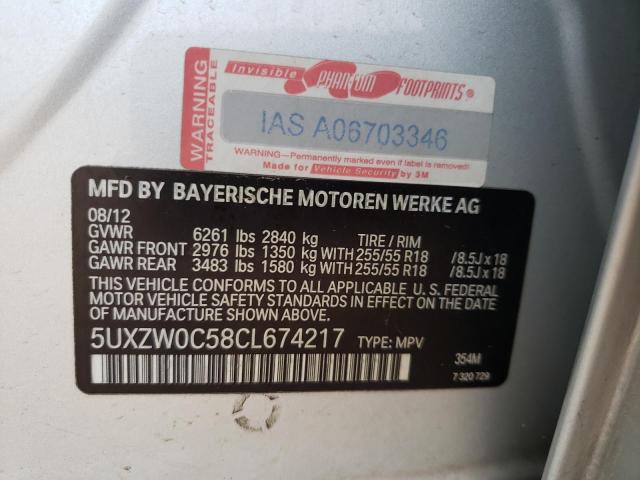 WARNING
TRACEABLE
Invisible PHANTOM FOOTPRINTS®
IAS A06703346
WARNING—Permanently marked even if label is removed!
Made for Vehicle Security by 3M
MFD BY BAYERISCHE MOTOREN WERKE AG
08/12
GVWR 6261 lbs 2840 kg TIRE / RIM
GAWR FRONT 2976 lbs 1350 kg WITH 255/55 R18 /8.5J x 18
GAWR REAR 3483 lbs 1580 kg WITH 255/55 R18 /8.5J x 18
THIS VEHICLE CONFORMS TO ALL APPLICABLE U. S. FEDERAL
MOTOR VEHICLE SAFETY STANDARDS IN EFFECT ON THE DATE
OF MANUFACTURE SHOWN ABOVE.
5UXZW0C58CL674217 TYPE: MPV
354M
7 320 729